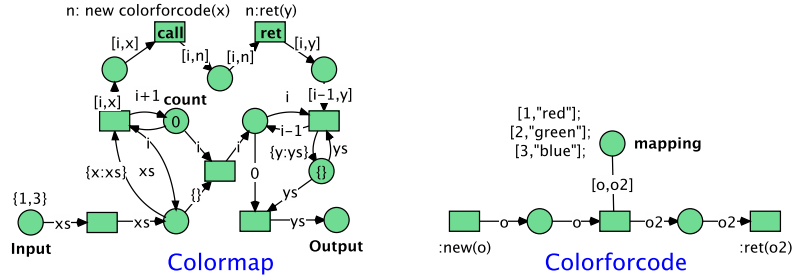 n: new colorforcode(x)
n:ret(y)
call
ret
[i,x]
[i,n]
[i,n]
[i,y]
[i,x]
i+1
count
0
i
[i-1,y]
i-1
i
i
i
{x:xs}
xs
{y:ys}
ys
{}
0
{}
ys
{1,3}
xs
xs
ys
Input
Output
Colormap
[1,"red"];
[2,"green"];
[3,"blue"];
mapping
[o,o2]
o
o
o2
o2
:new(o)
:ret(o2)
Colorforcode